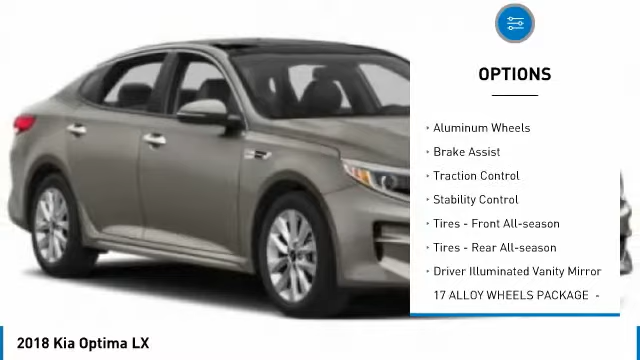 OPTIONS
• Aluminum Wheels
• Brake Assist
• Traction Control
• Stability Control
• Tires - Front All-season
• Tires - Rear All-season
• Driver Illuminated Vanity Mirror
17 ALLOY WHEELS PACKAGE -
2018 Kia Optima LX